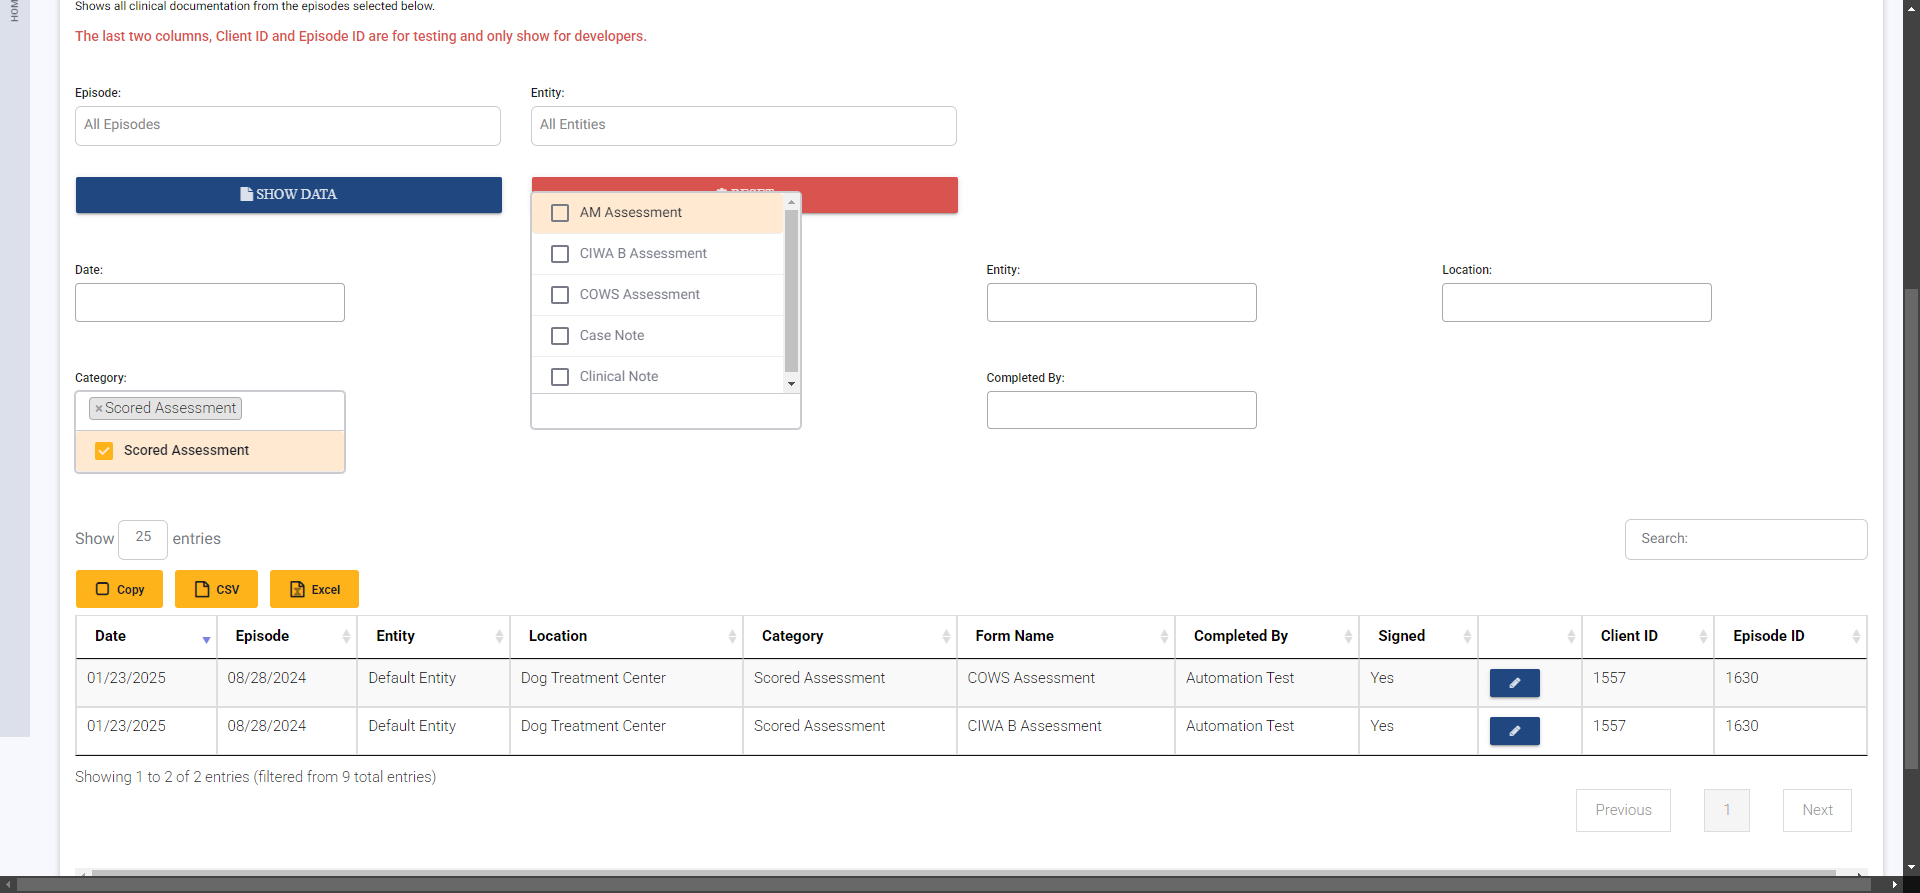 HOM
Shows all clinical documentation from the episodes selected below.
The last two columns, Client ID and Episode ID are for testing and only show for developers.
Episode:
Entity:
All Episodes
All Entities
SHOW DATA
AM Assessment
CIWA B Assessment
COWS Assessment
Case Note
Clinical Note
Date:
Entity:
Location:
Category:
Completed By:
×Scored Assessment
Scored Assessment
Show 25 entries
Search:
Copy
CSV
Excel
Date Episode Entity Location Category Form Name Completed By Signed Client ID Episode ID
01/23/2025 08/28/2024 Default Entity Dog Treatment Center Scored Assessment COWS Assessment Automation Test Yes 1557 1630
01/23/2025 08/28/2024 Default Entity Dog Treatment Center Scored Assessment CIWA B Assessment Automation Test Yes 1557 1630
Showing 1 to 2 of 2 entries (filtered from 9 total entries)
Previous 1 Next